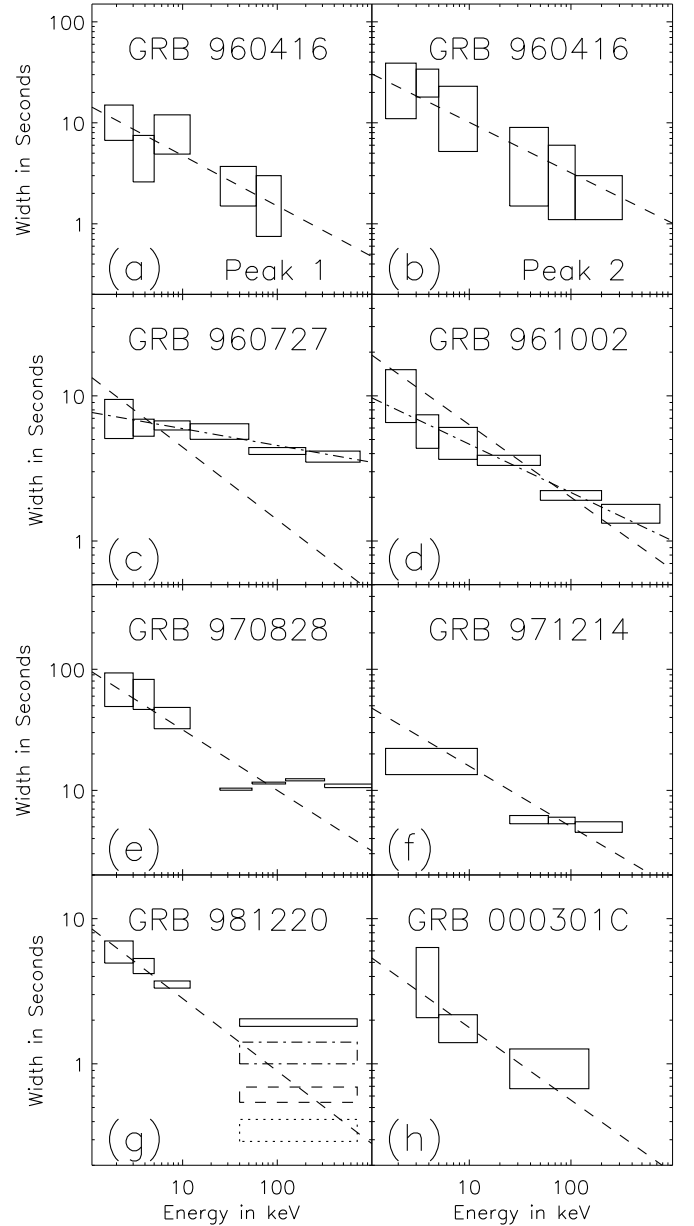 100
10
1
Width in Seconds
GRB 960416
(a)
Peak 1
GRB 960416
(b)
Peak 2
10
1
Width in Seconds
GRB 960727
(c)
GRB 961002
(d)
100
10
Width in Seconds
GRB 970828
(e)
GRB 971214
(f)
10
1
Width in Seconds
GRB 981220
(g)
GRB 000301C
(h)
10
100
Energy in keV
10
100
Energy in keV